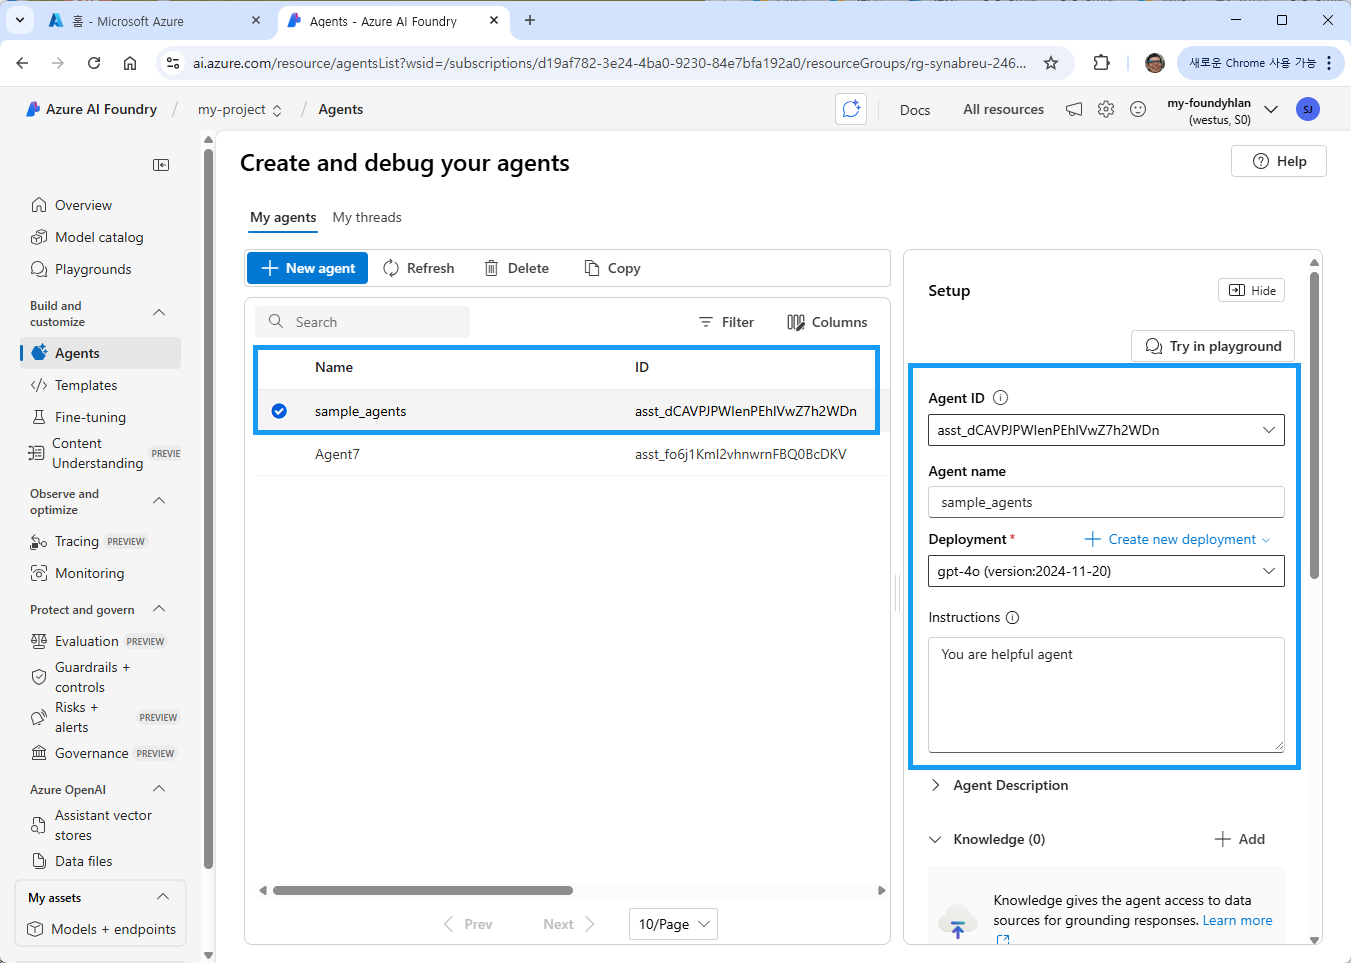 홈 - Microsoft Azure
Agents - Azure AI Foundry
ai.azure.com/resource/agentsList?wsid=/subscriptions/d19af782-3e24-4ba0-9230-84e7bfa192a0/resourceGroups/rg-synabreu-246...
새로운 Chrome 사용 가능
Azure AI Foundry / my-project / Agents
Docs
All resources
my-foundyhlan
(westus, S0)
SJ
Overview
Model catalog
Playgrounds
Build and
customize
Agents
Templates
Fine-tuning
Content
Understanding PREVIE
Observe and
optimize
Tracing PREVIEW
Monitoring
Protect and govern
Evaluation PREVIEW
Guardrails +
controls
Risks +
alerts PREVIEW
Governance PREVIEW
Azure OpenAI
Assistant vector
stores
Data files
My assets
Models + endpoints
Create and debug your agents
Help
My agents My threads
New agent Refresh Delete Copy
Search Filter Columns
Name ID
sample_agents asst_dCAVPJPWIenPEhIVwZ7h2WDn
Agent7 asst_fo6j1KmI2vhnwrnFBQ0BcDKV
Prev Next 10/Page
Setup
Hide
Try in playground
Agent ID
asst_dCAVPJPWIenPEhIVwZ7h2WDn
Agent name
sample_agents
Deployment * Create new deployment
gpt-4o (version:2024-11-20)
Instructions
You are helpful agent
Agent Description
Knowledge (0) Add
Knowledge gives the agent access to data
sources for grounding responses. Learn more